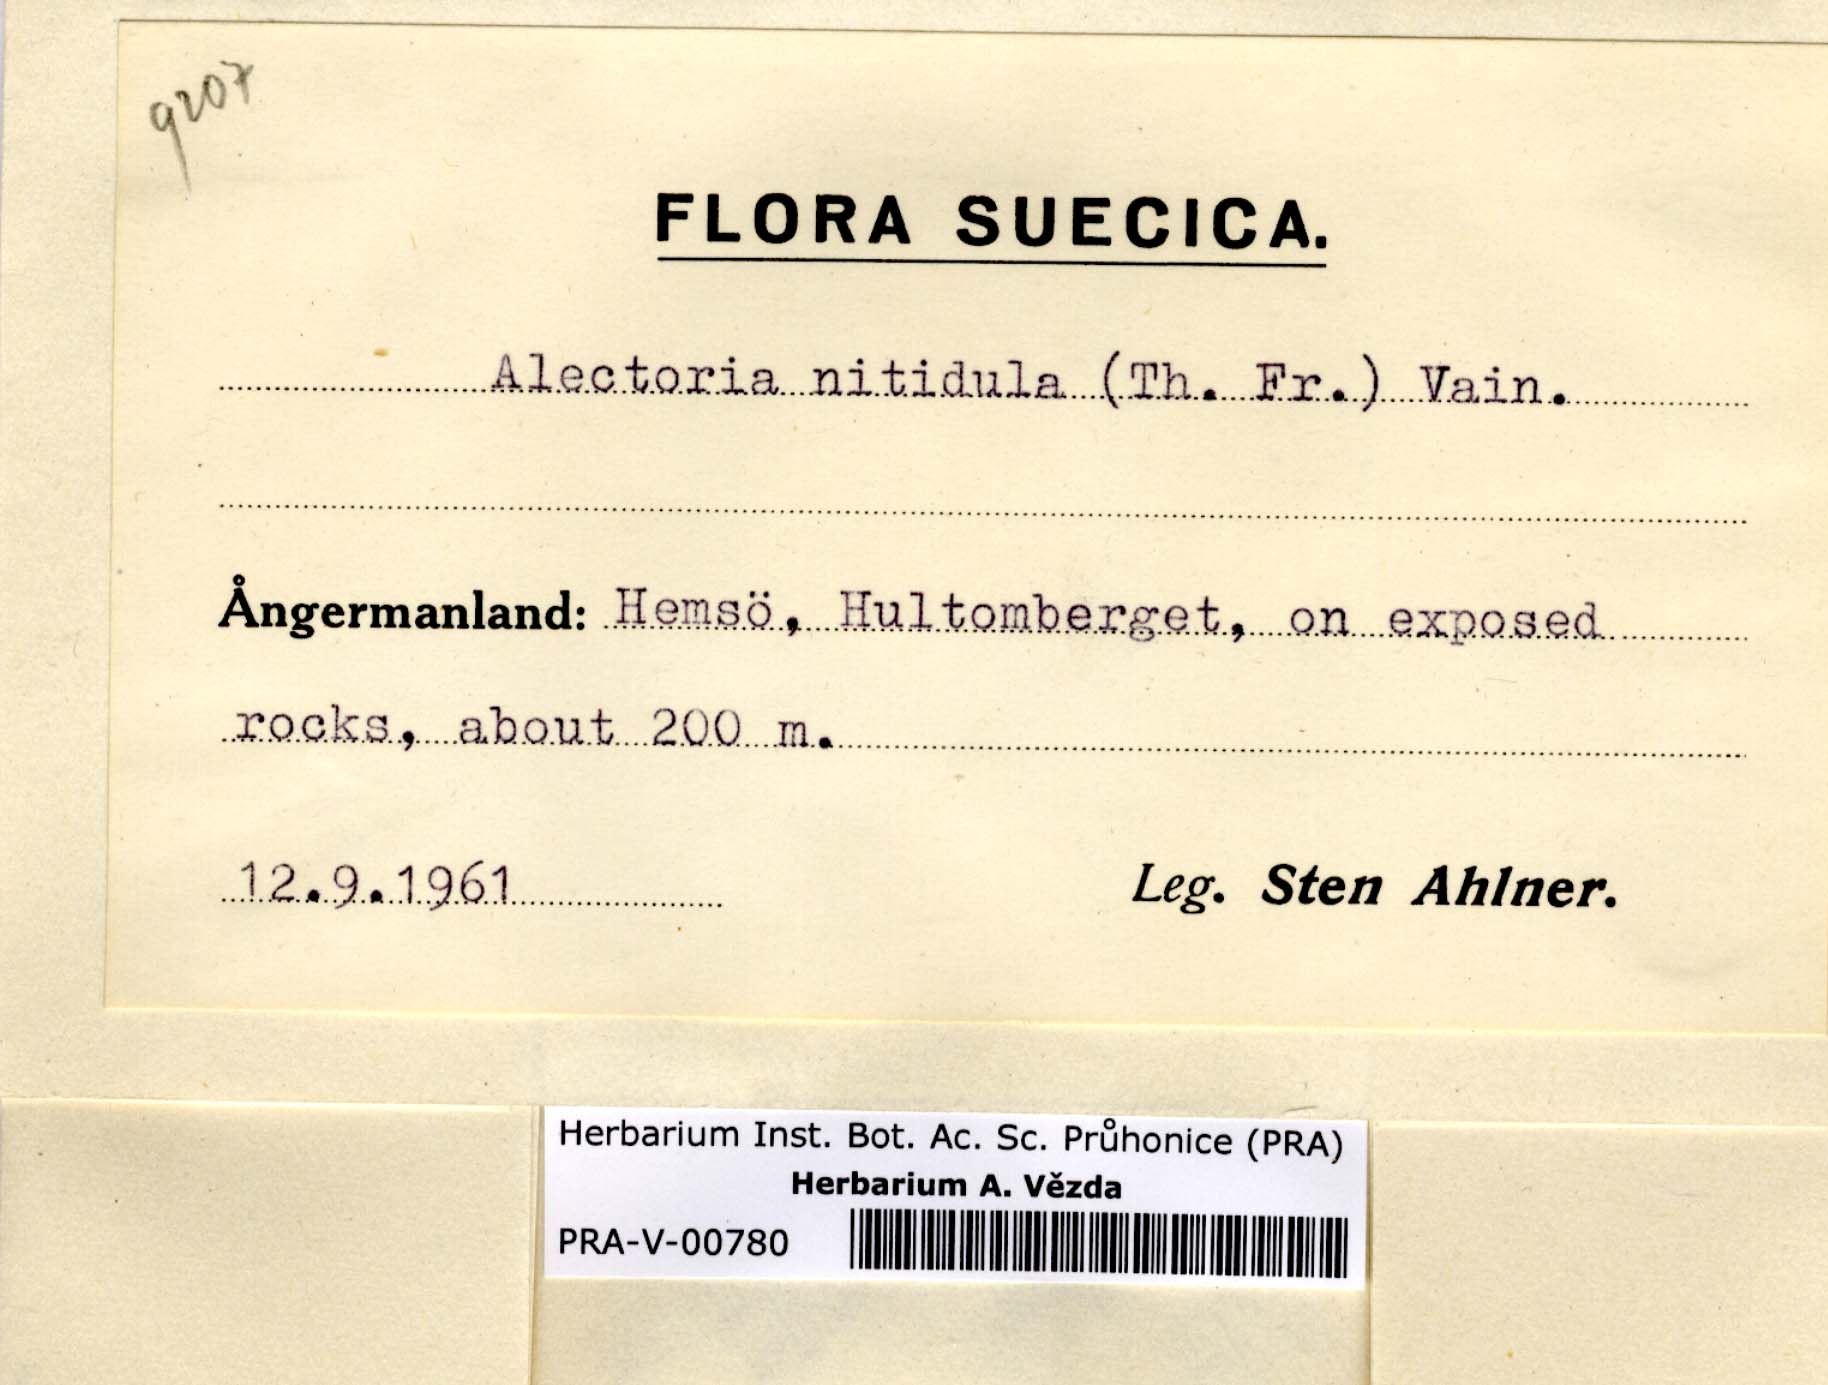 9207
FLORA SUECICA.
Alectoria nitidula (Th. Fr.) Vain.
Ångermanland: Hemsö, Hultomberget, on exposed
rocks, about 200 m.
12.9.1961
Leg. Sten Ahlner.
Herbarium Inst. Bot. Ac. Sc. Průhonice (PRA)
Herbarium A. Vězda
PRA-V-00780